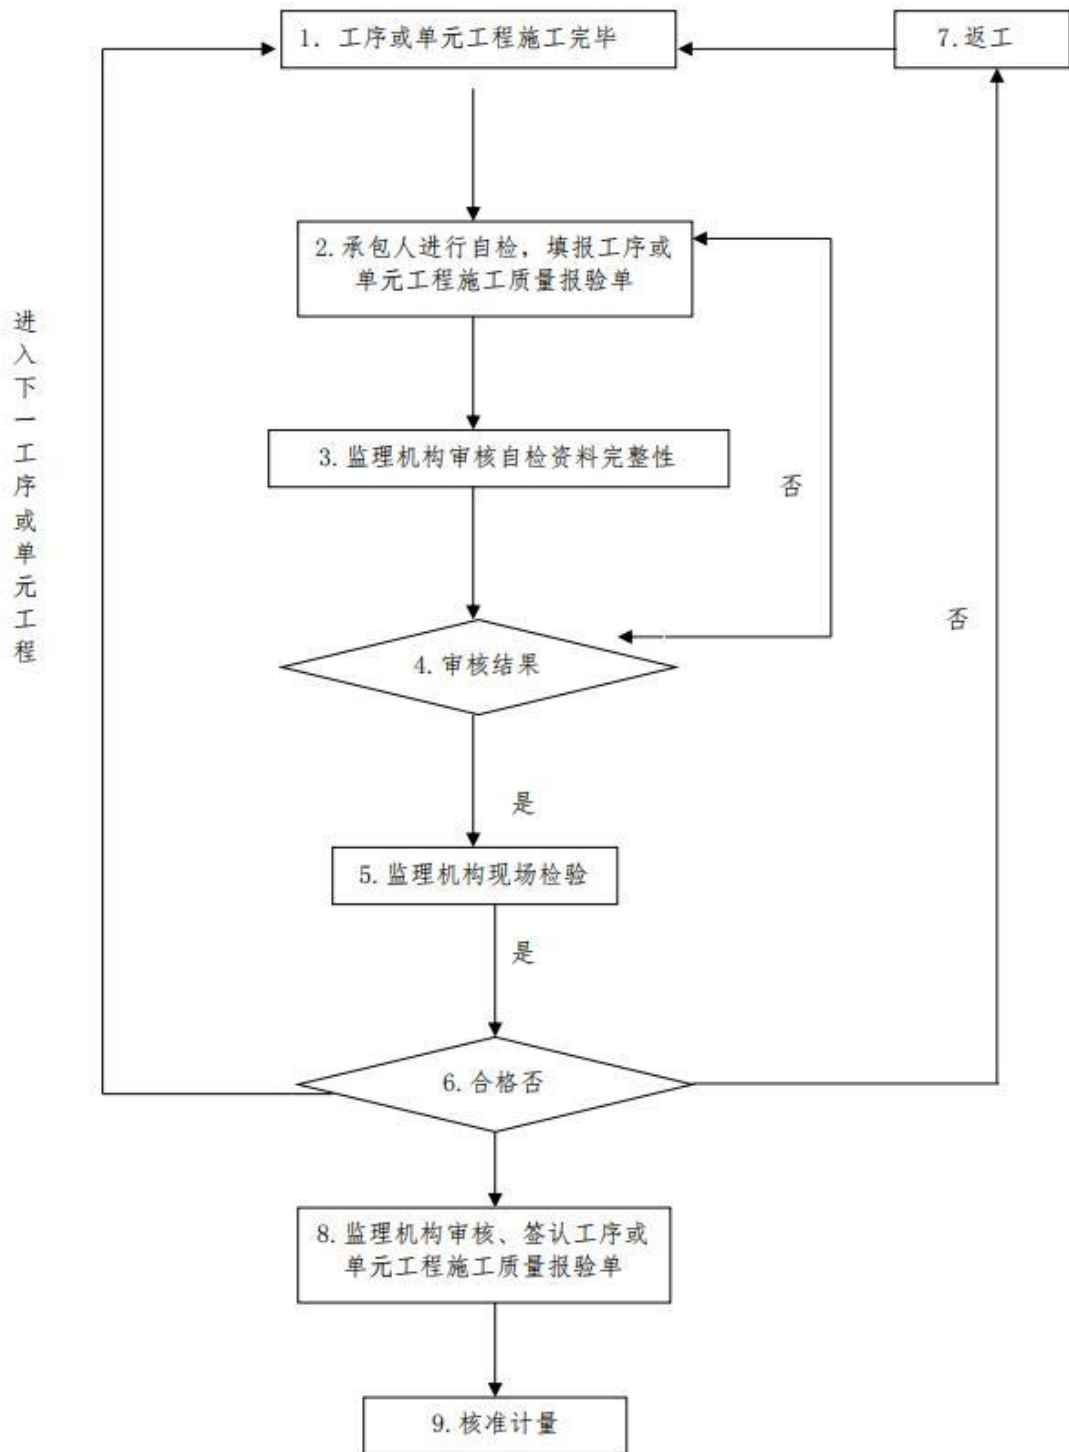 1. 工序或单元工程施工完毕
7.返工
2.承包人进行自检，填报工序或
单元工程施工质量报验单
进入下一工序或单元工程
3.监理机构审核自检资料完整性
否
否
4.审核结果
是
5.监理机构现场检验
是
6.合格否
8.监理机构审核、签认工序或
单元工程施工质量报验单
9.核准计量